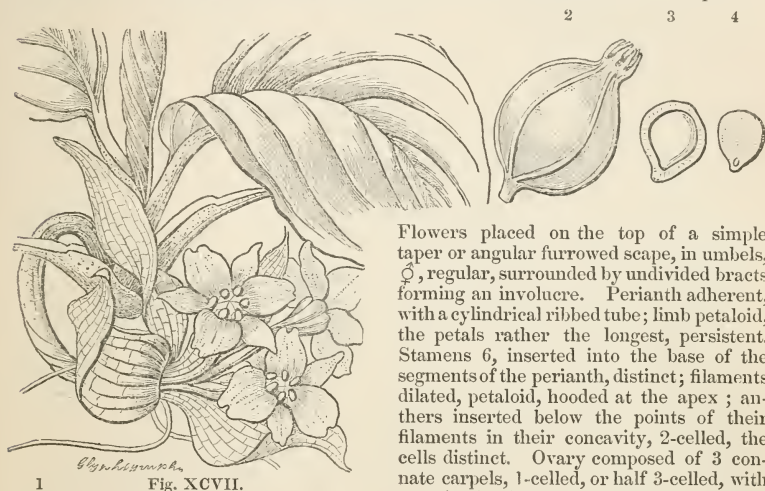 2 3 4
Flowers placed on the top of a simple
taper or angular furrowed scape, in umbels,
⚥, regular, surrounded by undivided bracts
forming an involucre. Perianth adherent,
with a cylindrical ribbed tube; limb petaloid,
the petals rather the longest, persistent.
Stamens 6, inserted into the base of the
segments of the perianth, distinct; filaments
dilated, petaloid, hooded at the apex; an-
thers inserted below the points of their
filaments in their concavity, 2-celled, the
cells distinct. Ovary composed of 3 con-
nate carpels, 1-celled, or half 3-celled, with
1 Fig. XCVII.